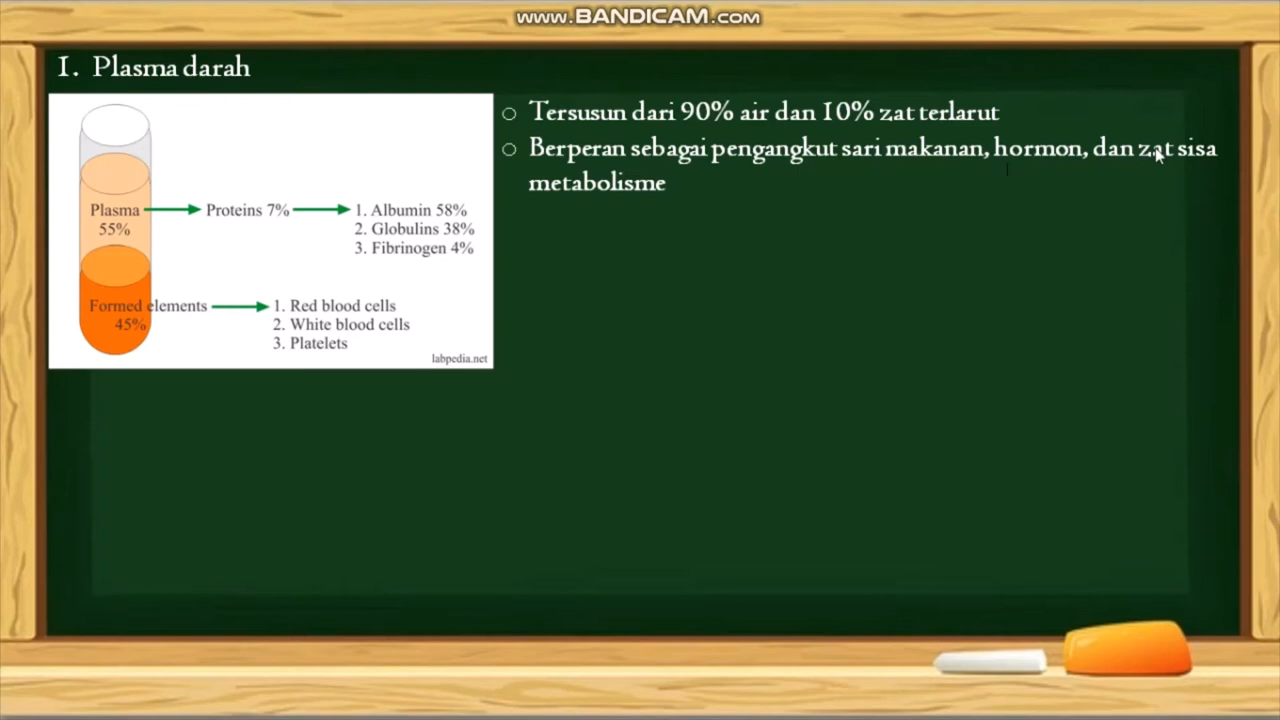 www.BANDICAM.com
1. Plasma darah
Plasma
55%
Proteins 7%
1. Albumin 58%
2. Globulins 38%
3. Fibrinogen 4%
Formed elements
45%
1. Red blood cells
2. White blood cells
3. Platelets
labpedia.net
○ Tersusun dari 90% air dan 10% zat terlarut
○ Berperan sebagai pengangkut sari makanan, hormon, dan zat sisa
metabolisme